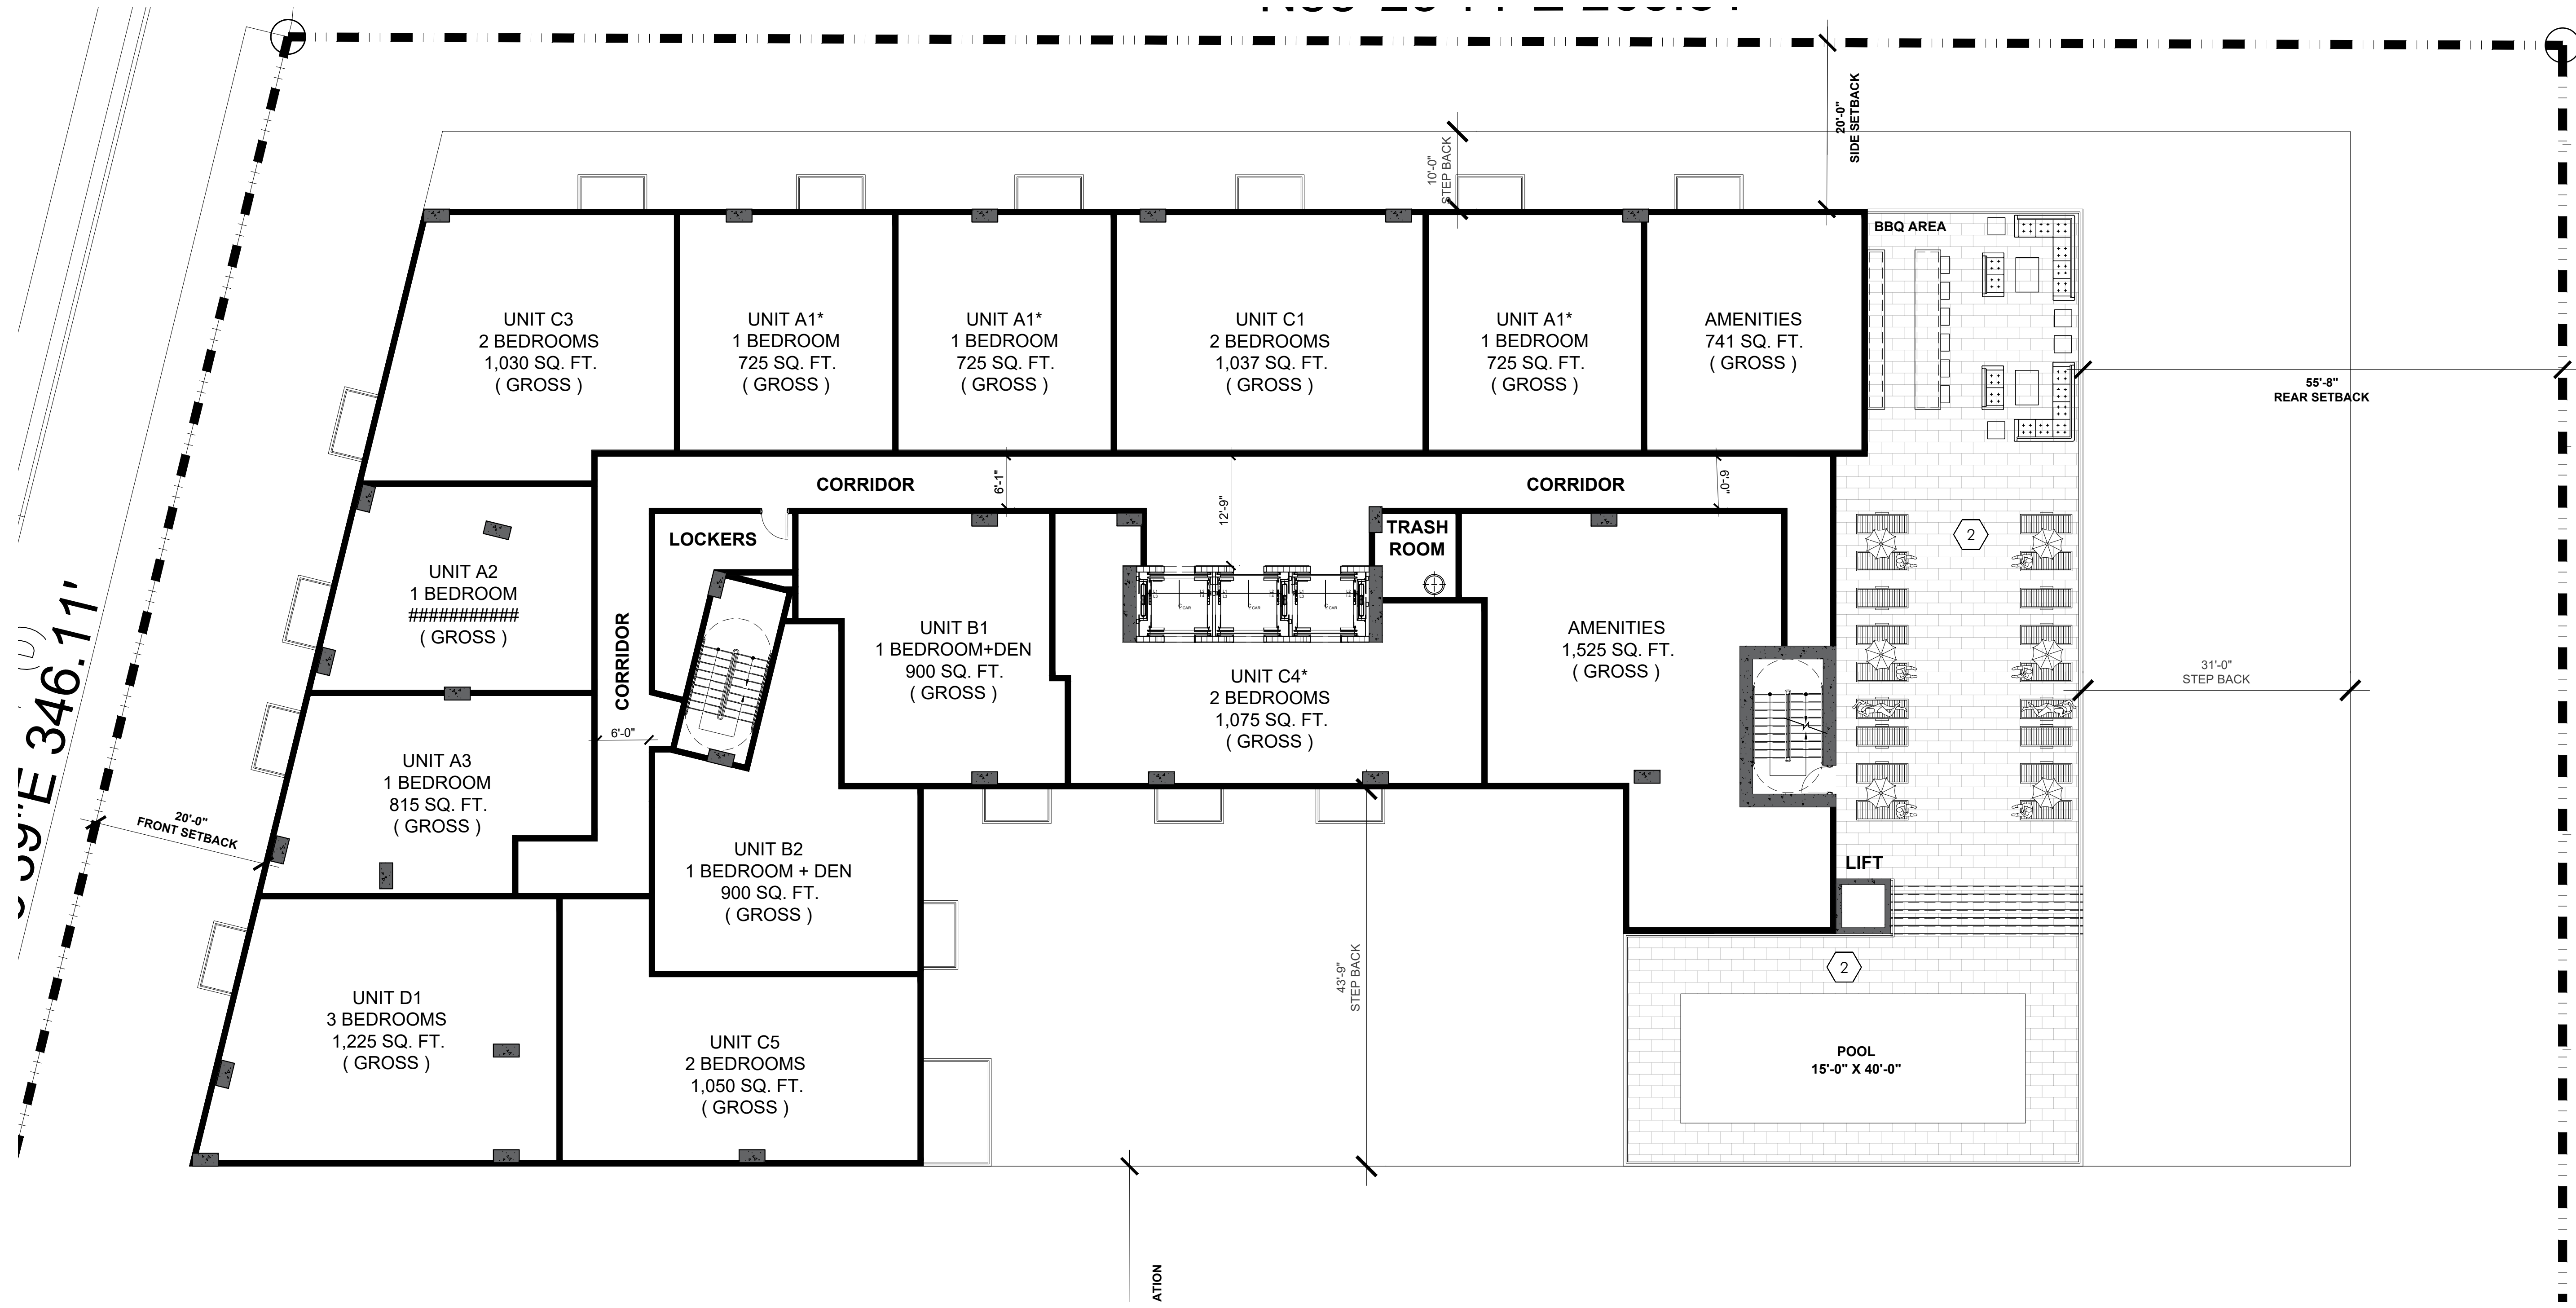 20'-0"
SIDE SETBACK
10'-0"
STEP BACK
BBQ AREA
UNIT C3
2 BEDROOMS
1,030 SQ. FT.
( GROSS )
UNIT A1*
1 BEDROOM
725 SQ. FT.
( GROSS )
UNIT A1*
1 BEDROOM
725 SQ. FT.
( GROSS )
UNIT C1
2 BEDROOMS
1,037 SQ. FT.
( GROSS )
UNIT A1*
1 BEDROOM
725 SQ. FT.
( GROSS )
AMENITIES
741 SQ. FT.
( GROSS )
55'-8"
REAR SETBACK
CORRIDOR
6'-1"
12'-9"
CORRIDOR
6'-0"
LOCKERS
TRASH
ROOM
2
UNIT A2
1 BEDROOM
############
( GROSS )
CORRIDOR
6'-0"
UNIT B1
1 BEDROOM+DEN
900 SQ. FT.
( GROSS )
CAR
CAR
CAR
UNIT C4*
2 BEDROOMS
1,075 SQ. FT.
( GROSS )
AMENITIES
1,525 SQ. FT.
( GROSS )
31'-0"
STEP BACK
E 346.11'
UNIT A3
1 BEDROOM
815 SQ. FT.
( GROSS )
20'-0"
FRONT SETBACK
UNIT B2
1 BEDROOM + DEN
900 SQ. FT.
( GROSS )
LIFT
43'-9"
STEP BACK
2
UNIT D1
3 BEDROOMS
1,225 SQ. FT.
( GROSS )
UNIT C5
2 BEDROOMS
1,050 SQ. FT.
( GROSS )
POOL
15'-0" X 40'-0"
ATION